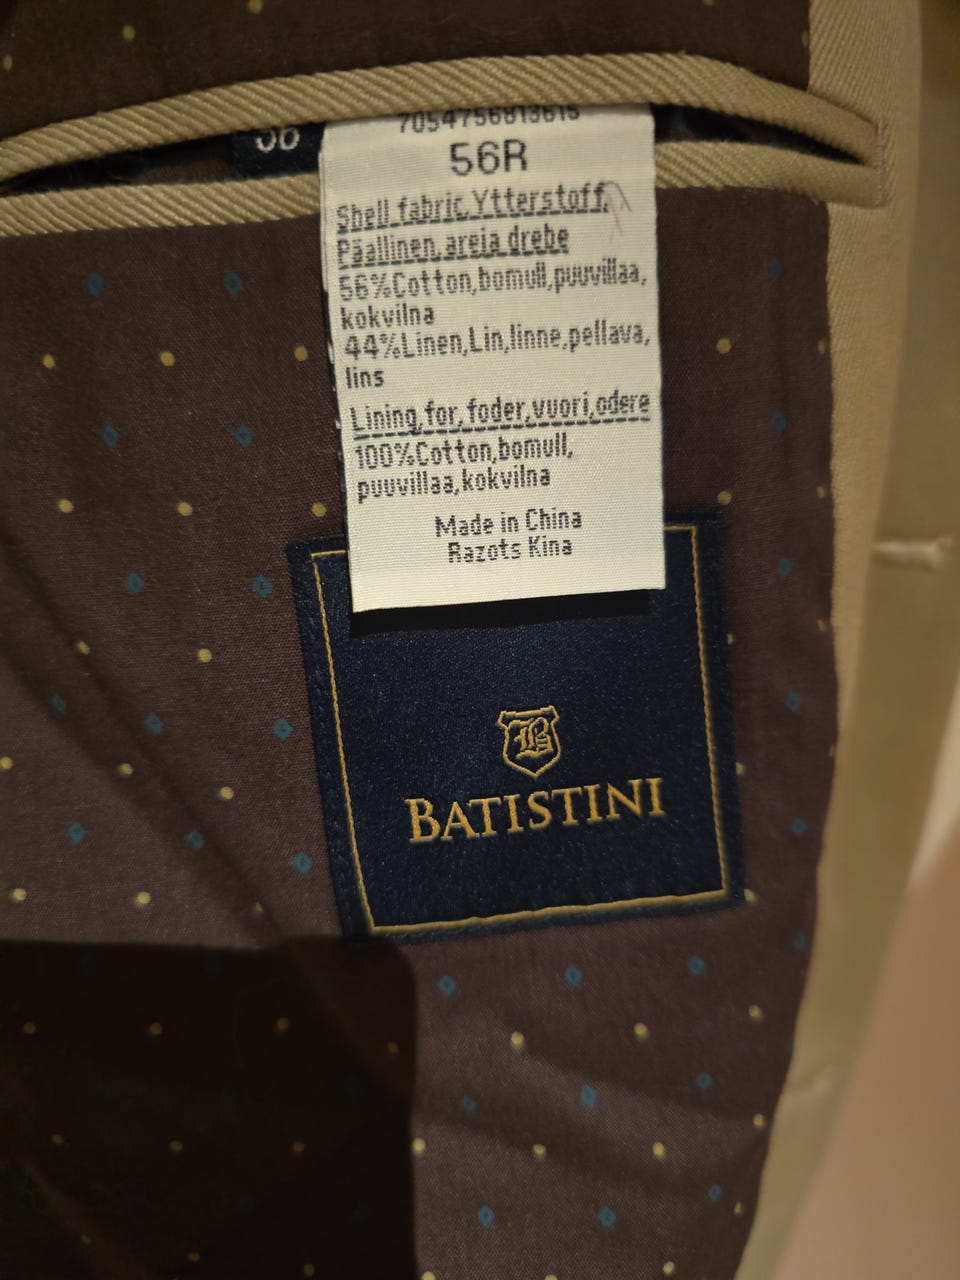 7054756813615
56R
Shell fabric,Ytterstoff,
Päallinen,areja drebe
56%Cotton,bomull,puuvillaa,
kokvilna
44%Linen,Lin,linne,pellava,
lins
Lining,for,foder,vuori,odere
100%Cotton,bomull,
puuvillaa,kokvilna
Made in China
Razots Kina
B
BATISTINI